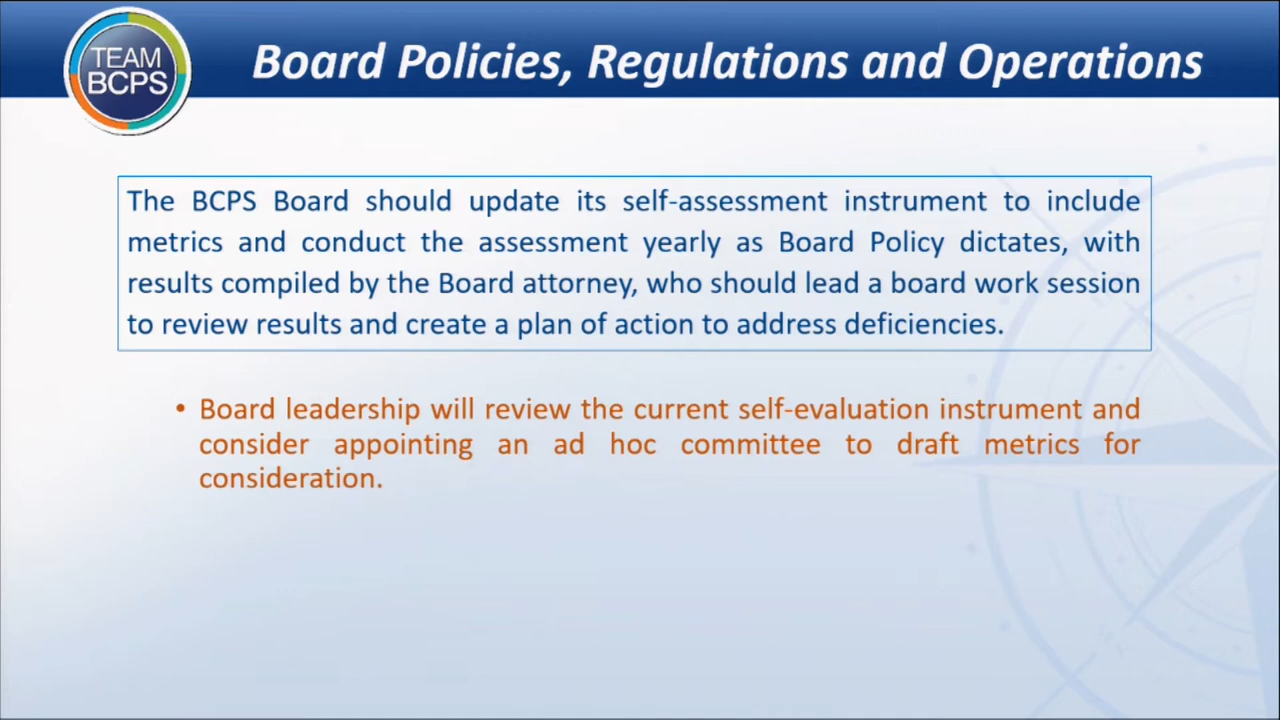 TEAM
BCPS
Board Policies, Regulations and Operations
The BCPS Board should update its self-assessment instrument to include
metrics and conduct the assessment yearly as Board Policy dictates, with
results compiled by the Board attorney, who should lead a board work session
to review results and create a plan of action to address deficiencies.
• Board leadership will review the current self-evaluation instrument and
consider appointing an ad hoc committee to draft metrics for
consideration.